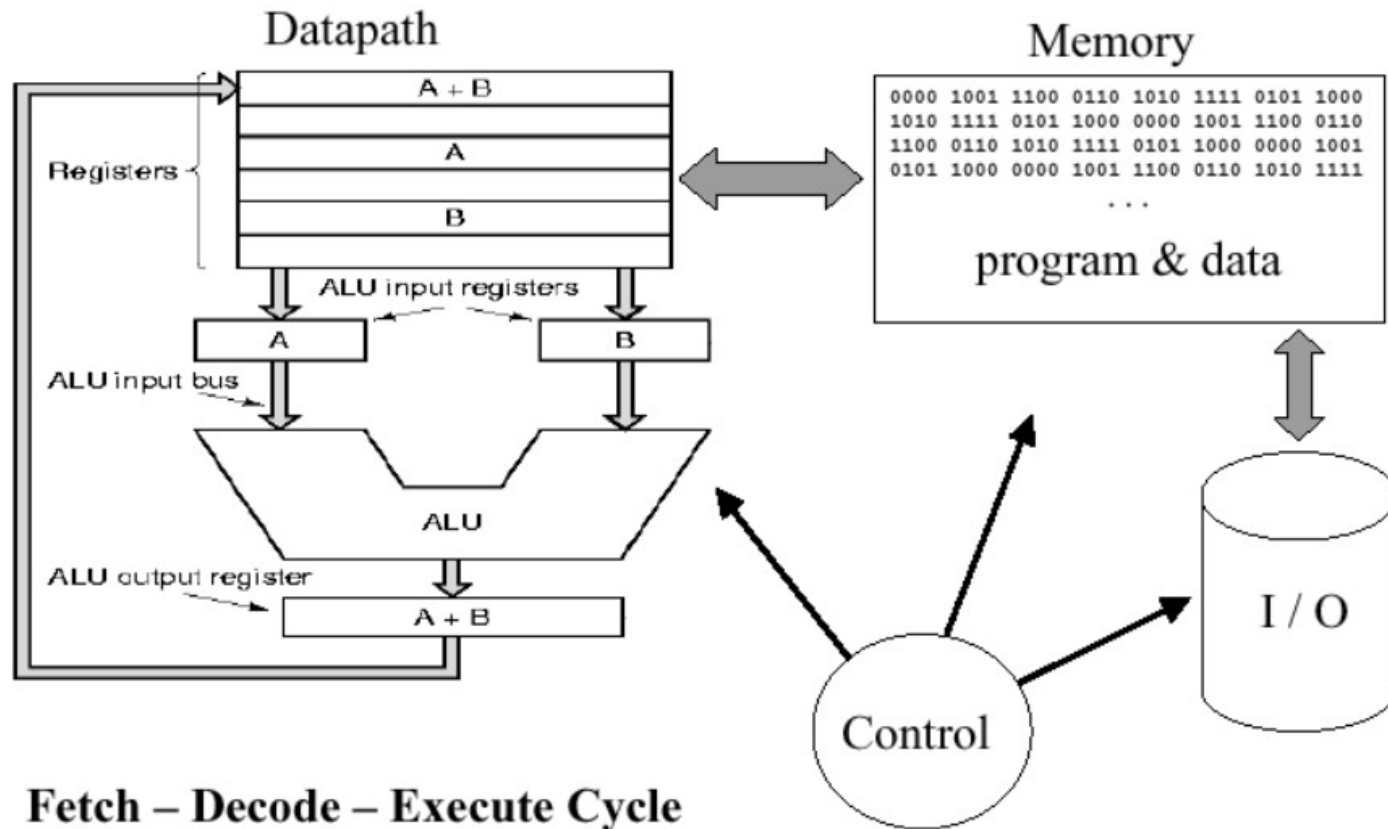 Datapath
Memory
A + B
A
B
Registers
0000 1001 1100 0110 1010 1111 0101 1000
1010 1111 0101 1000 0000 1001 1100 0110
1100 0110 1010 1111 0101 1000 0000 1001
0101 1000 0000 1001 1100 0110 1010 1111
. . .
program & data
ALU input registers
A
B
ALU input bus
ALU
ALU output register
A + B
I / O
Control
Fetch – Decode – Execute Cycle